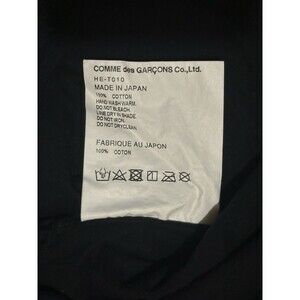 COMME des GARÇONS Co.,Ltd.
HE-T010
MADE IN JAPAN
100% COTTON
HAND WASH WARM.
DO NOT BLEACH.
LINE DRY IN SHADE.
DO NOT IRON.
DO NOT DRYCLEAN.
FABRIQUE AU JAPON
100% COTON